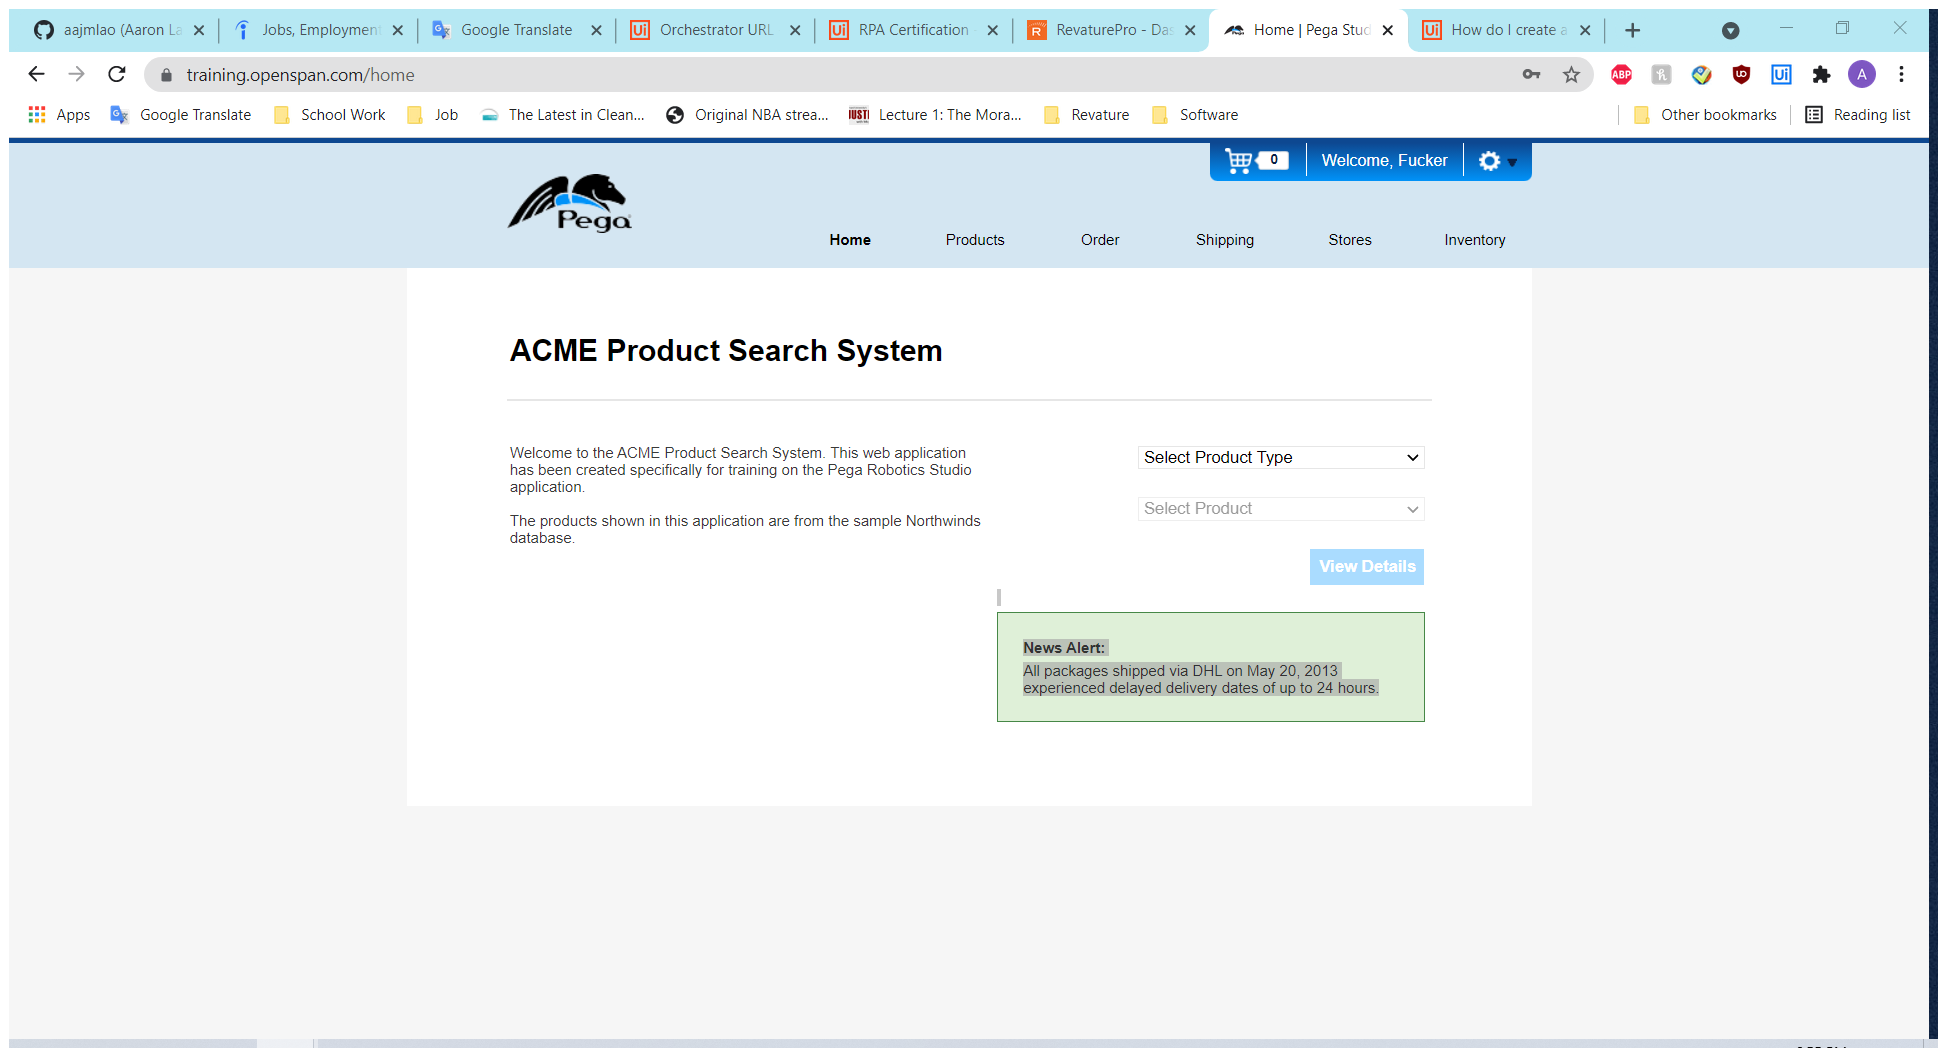 aajmlao (Aaron La
Jobs, Employment
Google Translate
Orchestrator URL
RPA Certification
RevaturePro - Das
Home | Pega Stud
How do I create a
training.openspan.com/home
ABP
A
Apps
Google Translate
School Work
Job
The Latest in Clean...
Original NBA strea...
Lecture 1: The Mora...
Revature
Software
Other bookmarks
Reading list
0
Welcome, Fucker
Pega
Home
Products
Order
Shipping
Stores
Inventory
ACME Product Search System
Welcome to the ACME Product Search System. This web application
has been created specifically for training on the Pega Robotics Studio
application.
The products shown in this application are from the sample Northwinds
database.
Select Product Type
Select Product
View Details
News Alert:
All packages shipped via DHL on May 20, 2013
experienced delayed delivery dates of up to 24 hours.